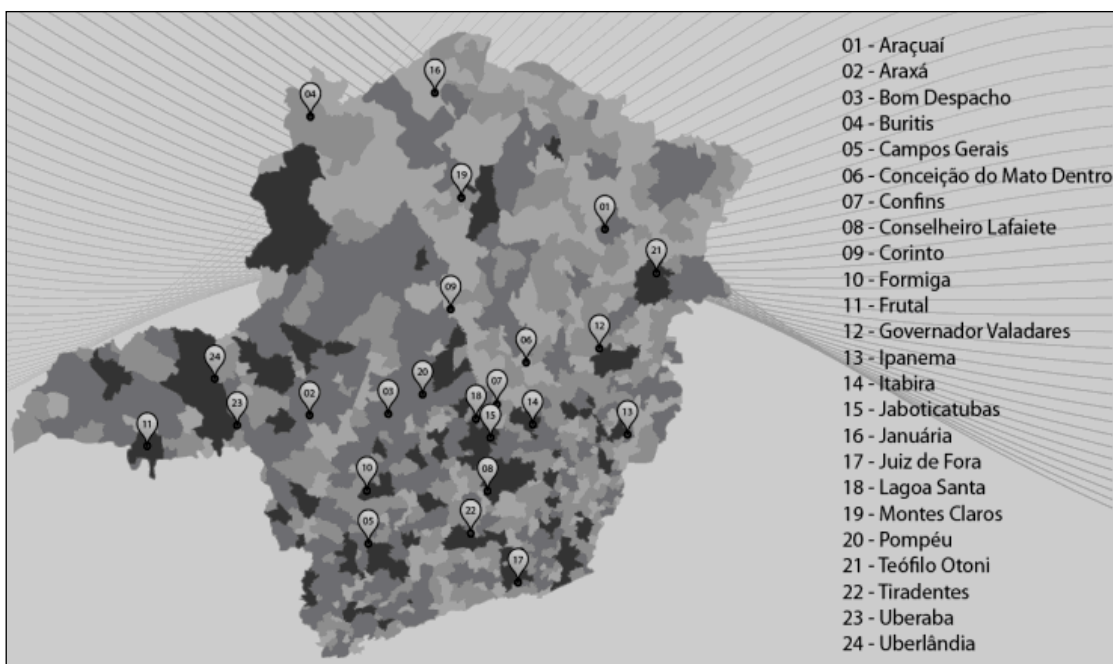 01 - Araçuaí
02 - Araxá
03 - Bom Despacho
04 - Buritis
05 - Campos Gerais
06 - Conceição do Mato Dentro
07 - Confins
08 - Conselheiro Lafaiete
09 - Corinto
10 - Formiga
11 - Frutal
12 - Governador Valadares
13 - Ipanema
14 - Itabira
15 - Jaboticatubas
16 - Januária
17 - Juiz de Fora
18 - Lagoa Santa
19 - Montes Claros
20 - Pompéu
21 - Teófilo Otoni
22 - Tiradentes
23 - Uberaba
24 - Uberlândia
16
04
19
01
21
09
12
06
24
20
07
02
03
18
14
23
15
13
11
10
08
22
05
17